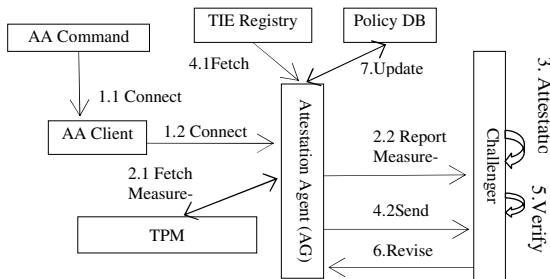 TIE Registry
Policy DB
AA Command
4.1Fetch
7.Update
1.1 Connect
AA Client
1.2 Connect
Attestation Agent (AG)
2.2 Report
Measure-
Challenger
3. Attestatic
2.1 Fetch
Measure-
4.2Send
5.Verify
TPM
6.Revise